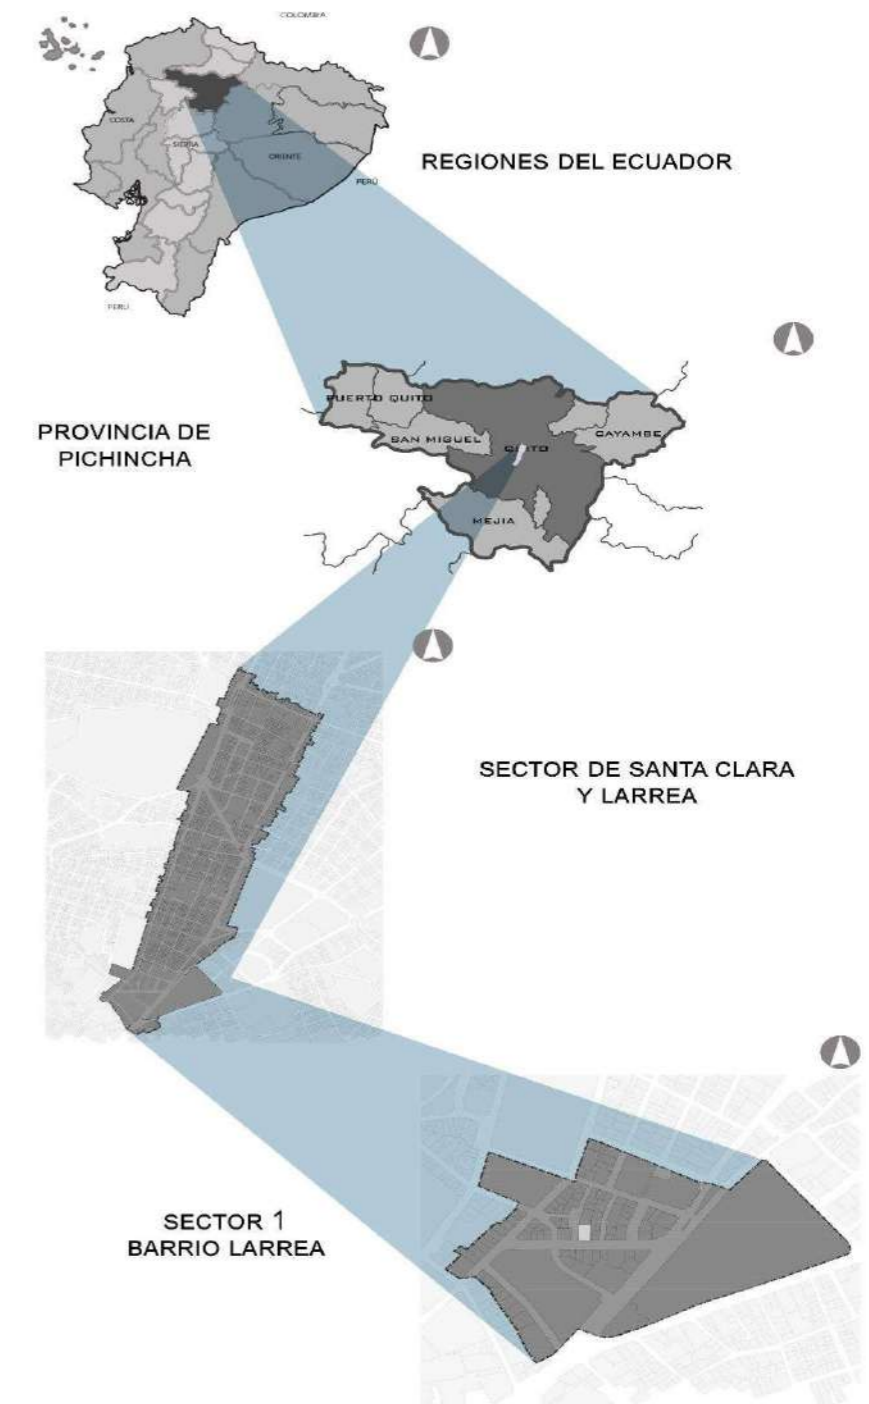 COLOMBIA
COSTA
SIERRA
ORIENTE
PERÚ
PERÚ
REGIONES DEL ECUADOR
PROVINCIA DE
PICHINCHA
PUERTO QUITO
SAN MIGUEL
QUITO
CAYAMBE
MEJIA
SECTOR DE SANTA CLARA
Y LARREA
SECTOR 1
BARRIO LARREA